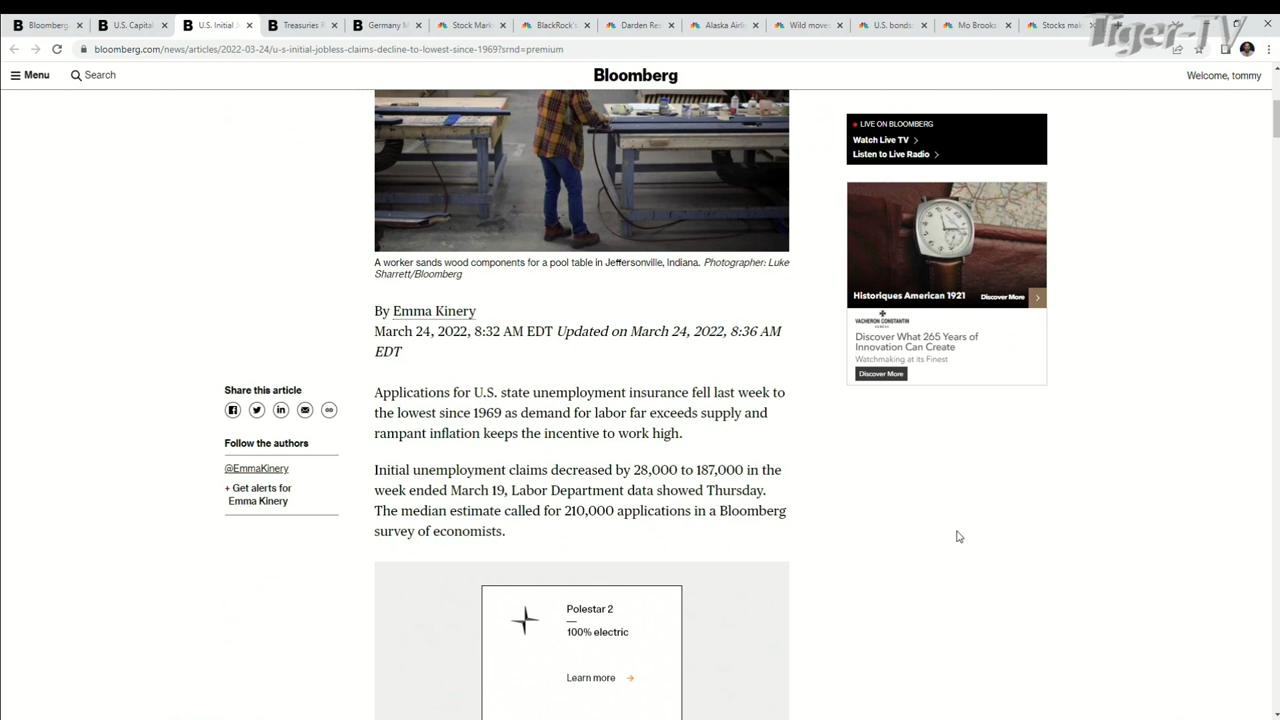 Bloomberg
U.S. Capital
U.S. Initial J
Treasuries
Germany M
Stock Mark
BlackRock's
Darden Res
Alaska Airli
Wild move
U.S. bonds
Mo Brooks
Stocks mak
Tiger-TV
bloomberg.com/news/articles/2022-03-24/u-s-initial-jobless-claims-decline-to-lowest-since-1969?srnd=premium
Menu
Search
Bloomberg
Welcome, tommy
A worker sands wood components for a pool table in Jeffersonville, Indiana. Photographer: Luke
Sharrett/Bloomberg
By Emma Kinery
March 24, 2022, 8:32 AM EDT Updated on March 24, 2022, 8:36 AM
EDT
Share this article
Follow the authors
@EmmaKinery
+ Get alerts for
Emma Kinery
Applications for U.S. state unemployment insurance fell last week to
the lowest since 1969 as demand for labor far exceeds supply and
rampant inflation keeps the incentive to work high.
Initial unemployment claims decreased by 28,000 to 187,000 in the
week ended March 19, Labor Department data showed Thursday.
The median estimate called for 210,000 applications in a Bloomberg
survey of economists.
Polestar 2
100% electric
Learn more
LIVE ON BLOOMBERG
Watch Live TV
Listen to Live Radio
Historiques American 1921
Discover More
VACHERON CONSTANTIN
Discover What 265 Years of
Innovation Can Create
Watchmaking at its Finest
Discover More